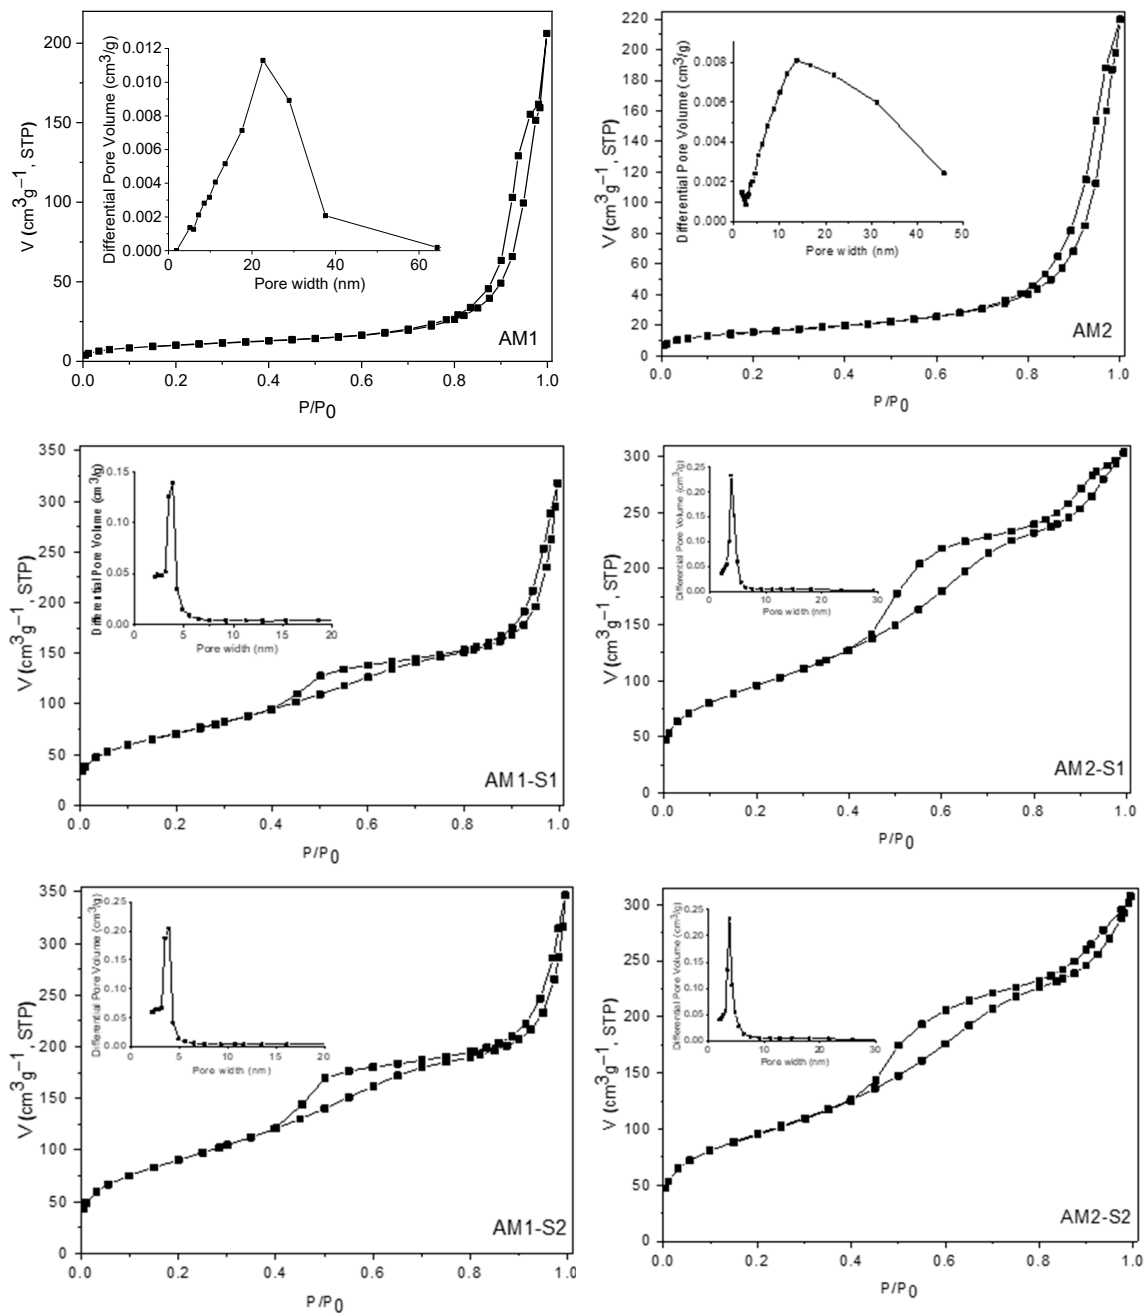 V (cm3g−1, STP)
200
150
100
50
0
0.0 0.2 0.4 0.6 0.8 1.0
P/P0
AM1
Differential Pore Volume (cm3/g)
0.012
0.010
0.008
0.006
0.004
0.002
0.000
0 20 40 60
Pore width (nm)
V (cm3g−1, STP)
220
200
180
160
140
120
100
80
60
40
20
0
0.0 0.2 0.4 0.6 0.8 1.0
P/P0
AM2
Differential Pore Volume (cm3/g)
0.008
0.006
0.004
0.002
0.000
0 10 20 30 40 50
Pore width (nm)
V (cm3g−1, STP)
350
300
250
200
150
100
50
0
0.0 0.2 0.4 0.6 0.8 1.0
P/P0
AM1-S1
Differential Pore Volume (cm3/g)
0.15
0.10
0.05
0.00
0 5 10 15 20
Pore width (nm)
V (cm3g−1, STP)
300
250
200
150
100
50
0
0.0 0.2 0.4 0.6 0.8 1.0
P/P0
AM2-S1
Differential Pore Volume (cm3/g)
0.25
0.20
0.15
0.10
0.05
0.00
0 10 20 30
Pore width (nm)
V (cm3g−1, STP)
350
300
250
200
150
100
50
0
0.0 0.2 0.4 0.6 0.8 1.0
P/P0
AM1-S2
Differential Pore Volume (cm3/g)
0.25
0.20
0.15
0.10
0.05
0.00
0 5 10 15 20
Pore width (nm)
V (cm3g−1, STP)
300
250
200
150
100
50
0
0.0 0.2 0.4 0.6 0.8 1.0
P/P0
AM2-S2
Differential Pore Volume (cm3/g)
0.25
0.20
0.15
0.10
0.05
0.00
0 10 20 30
Pore width (nm)